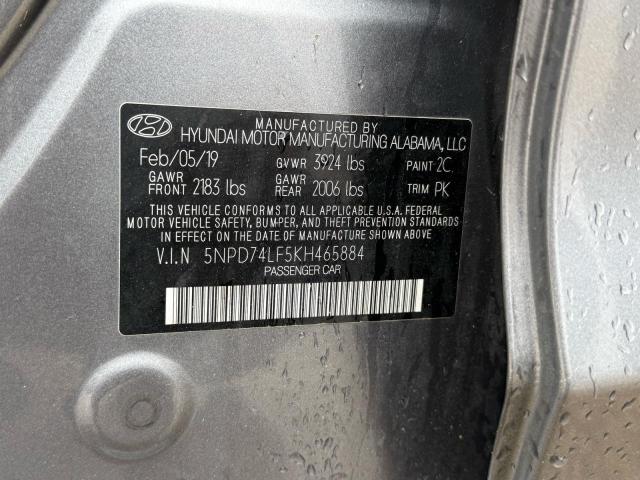 MANUFACTURED BY
HYUNDAI MOTOR MANUFACTURING ALABAMA, LLC
Feb/05/19 GVWR 3924 lbs PAINT 2C
GAWR FRONT 2183 lbs GAWR REAR 2006 lbs TRIM PK
THIS VEHICLE CONFORMS TO ALL APPLICABLE U.S.A. FEDERAL
MOTOR VEHICLE SAFETY, BUMPER, AND THEFT PREVENTION STANDARDS
IN EFFECT ON THE DATE OF MANUFACTURE SHOWN ABOVE.
V.I.N 5NPD74LF5KH465884
PASSENGER CAR